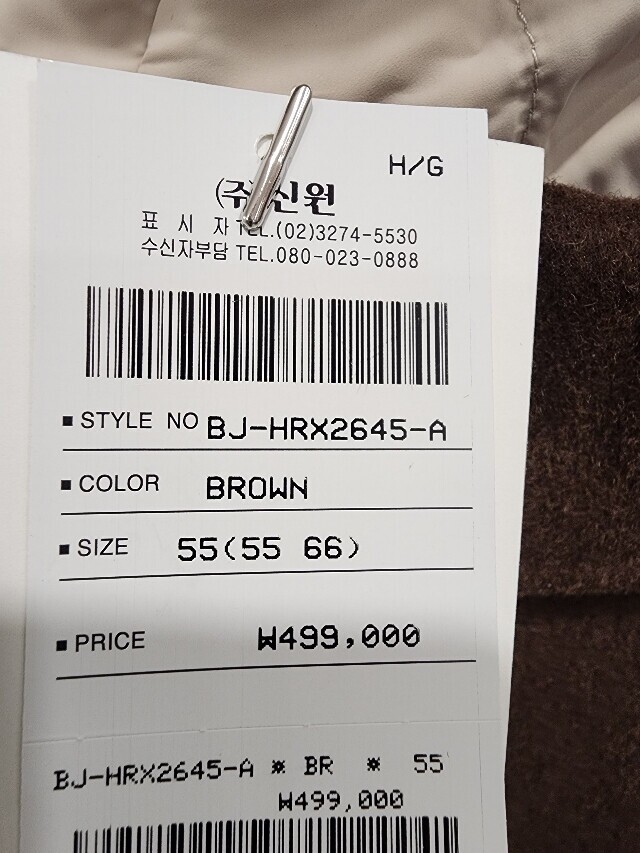 H/G
(주)신원
표 시 자 TEL.(02)3274-5530
수신자부담 TEL.080-023-0888
■ STYLE NO BJ-HRX2645-A
■ COLOR BROWN
■ SIZE 55(55 66)
■ PRICE ₩499,000
BJ-HRX2645-A ※ BR ※ 55
₩499,000